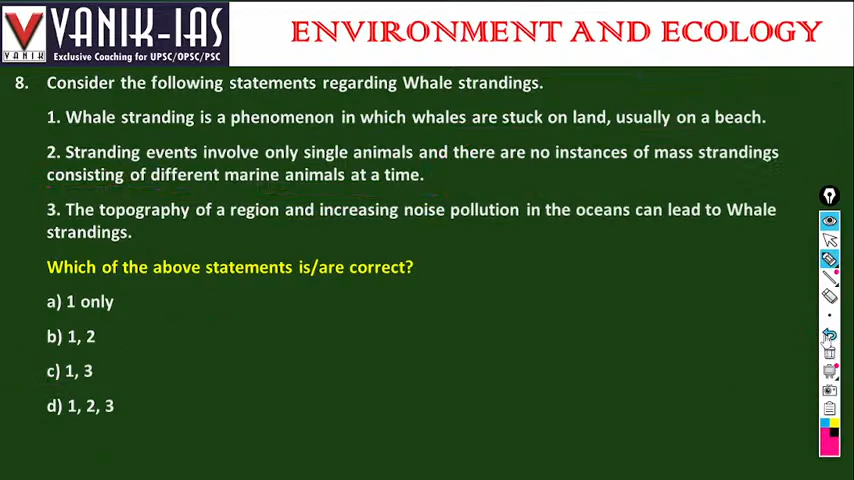 VANIK-IAS
VANIK
Exclusive Coaching for UPSC/OPSC/PSC
ENVIRONMENT AND ECOLOGY
8. Consider the following statements regarding Whale strandings.
1. Whale stranding is a phenomenon in which whales are stuck on land, usually on a beach.
2. Stranding events involve only single animals and there are no instances of mass strandings
consisting of different marine animals at a time.
3. The topography of a region and increasing noise pollution in the oceans can lead to Whale
strandings.
Which of the above statements is/are correct?
a) 1 only
b) 1, 2
c) 1, 3
d) 1, 2, 3